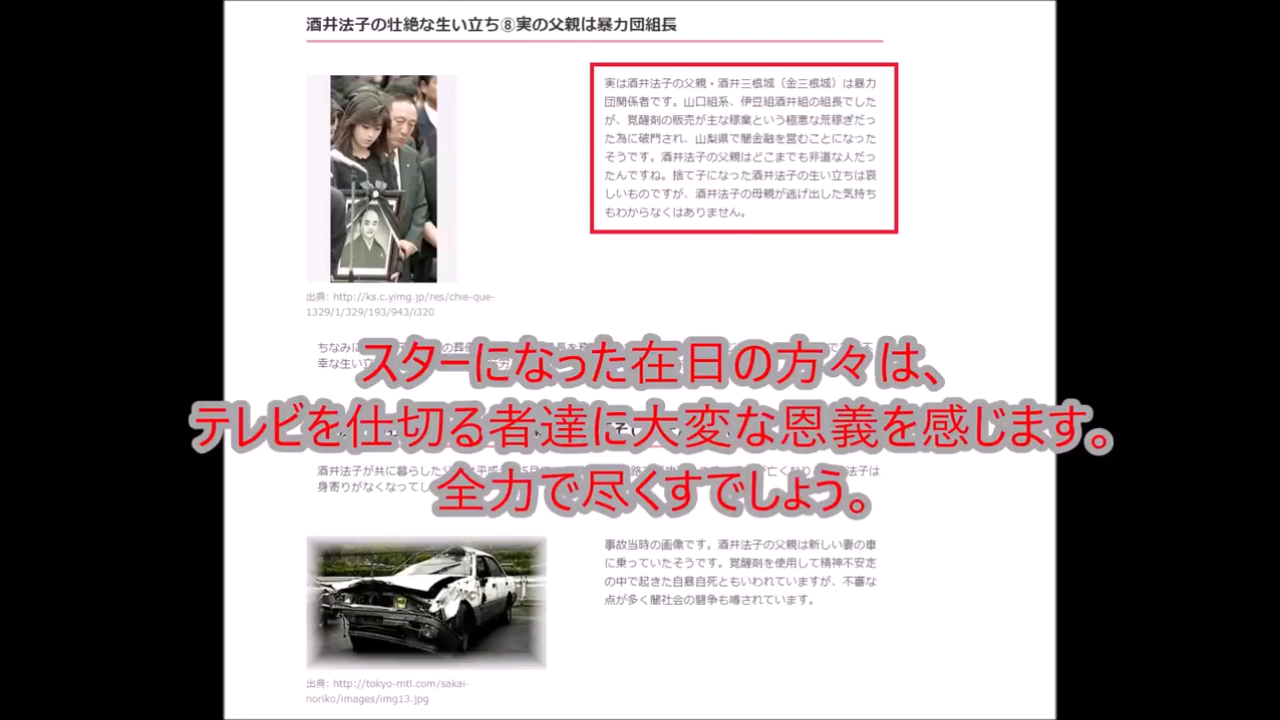 酒井法子の壮絶な生い立ち⑧実の父親は暴力団組長
実は酒井法子の父親・酒井三根城（金三根城）は暴力
団関係者です。山口組系、伊豆組酒井組の組長でした
が、覚醒剤の販売が主な稼業という極悪な荒稼ぎだっ
た為に破門され、山梨県で闇金融を営むことになった
そうです。酒井法子の父親はどこまでも非道な人だっ
たんですね。捨て子になった酒井法子の生い立ちは哀
しいものですが、酒井法子の母親が逃げ出した気持ち
もわからなくはありません。
出典: http://ks.c.yimg.jp/res/chie-que-
1329/1/329/193/943/i320
ちなみに
幸な生い立
スターになった在日の方々は、
テレビを仕切る者達に大変な恩義を感じます。
全力で尽くすでしょう。
酒井法子が共に暮らした父
身寄りがなくなってし
事故当時の画像です。酒井法子の父親は新しい妻の車
に乗っていたそうです。覚醒剤を使用して精神不安定
の中で起きた自暴自死ともいわれていますが、不審な
点が多く闇社会の闘争も噂されています。
出典: http://tokyo-mtl.com/sakai-
noriko/images/img13.jpg